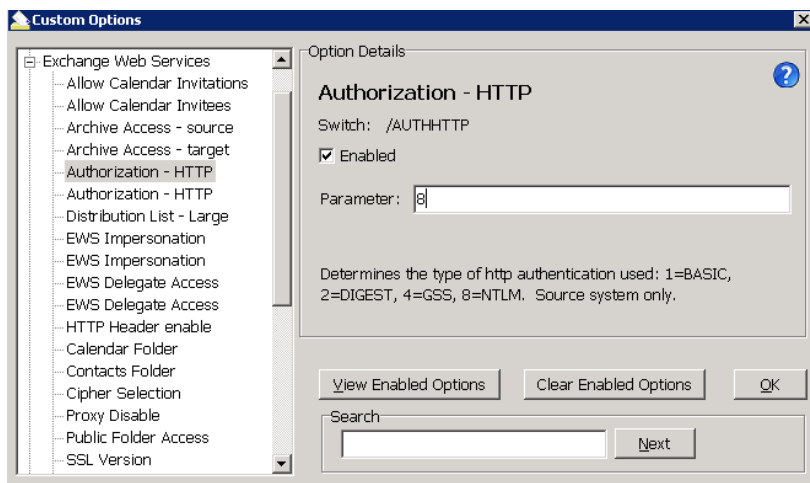 Custom Options
Exchange Web Services
Allow Calendar Invitations
Allow Calendar Invitees
Archive Access - source
Archive Access - target
Authorization - HTTP
Authorization - HTTP
Distribution List - Large
EWS Impersonation
EWS Impersonation
EWS Delegate Access
EWS Delegate Access
HTTP Header enable
Calendar Folder
Contacts Folder
Cipher Selection
Proxy Disable
Public Folder Access
SSL Version
Option Details
Authorization - HTTP
Switch: /AUTHHTTP
Enabled
Parameter: 8
Determines the type of http authentication used: 1=BASIC,
2=DIGEST, 4=GSS, 8=NTLM. Source system only.
View Enabled Options
Clear Enabled Options
OK
Search
Next